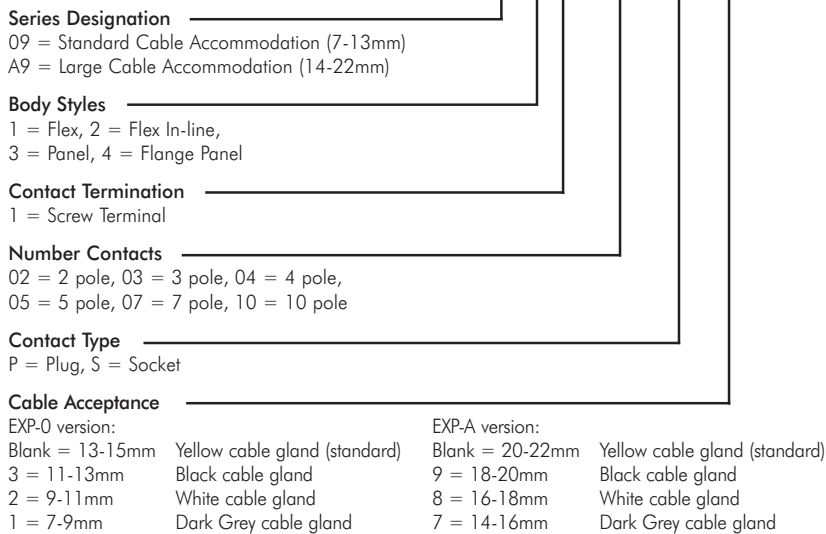 Series Designation
09 = Standard Cable Accommodation (7-13mm)
A9 = Large Cable Accommodation (14-22mm)
Body Styles
1 = Flex, 2 = Flex In-line,
3 = Panel, 4 = Flange Panel
Contact Termination
1 = Screw Terminal
Number Contacts
02 = 2 pole, 03 = 3 pole, 04 = 4 pole,
05 = 5 pole, 07 = 7 pole, 10 = 10 pole
Contact Type
P = Plug, S = Socket
Cable Acceptance
EXP-0 version:
Blank = 13-15mm Yellow cable gland (standard)
3 = 11-13mm Black cable gland
2 = 9-11mm White cable gland
1 = 7-9mm Dark Grey cable gland
EXP-A version:
Blank = 20-22mm Yellow cable gland (standard)
9 = 18-20mm Black cable gland
8 = 16-18mm White cable gland
7 = 14-16mm Dark Grey cable gland